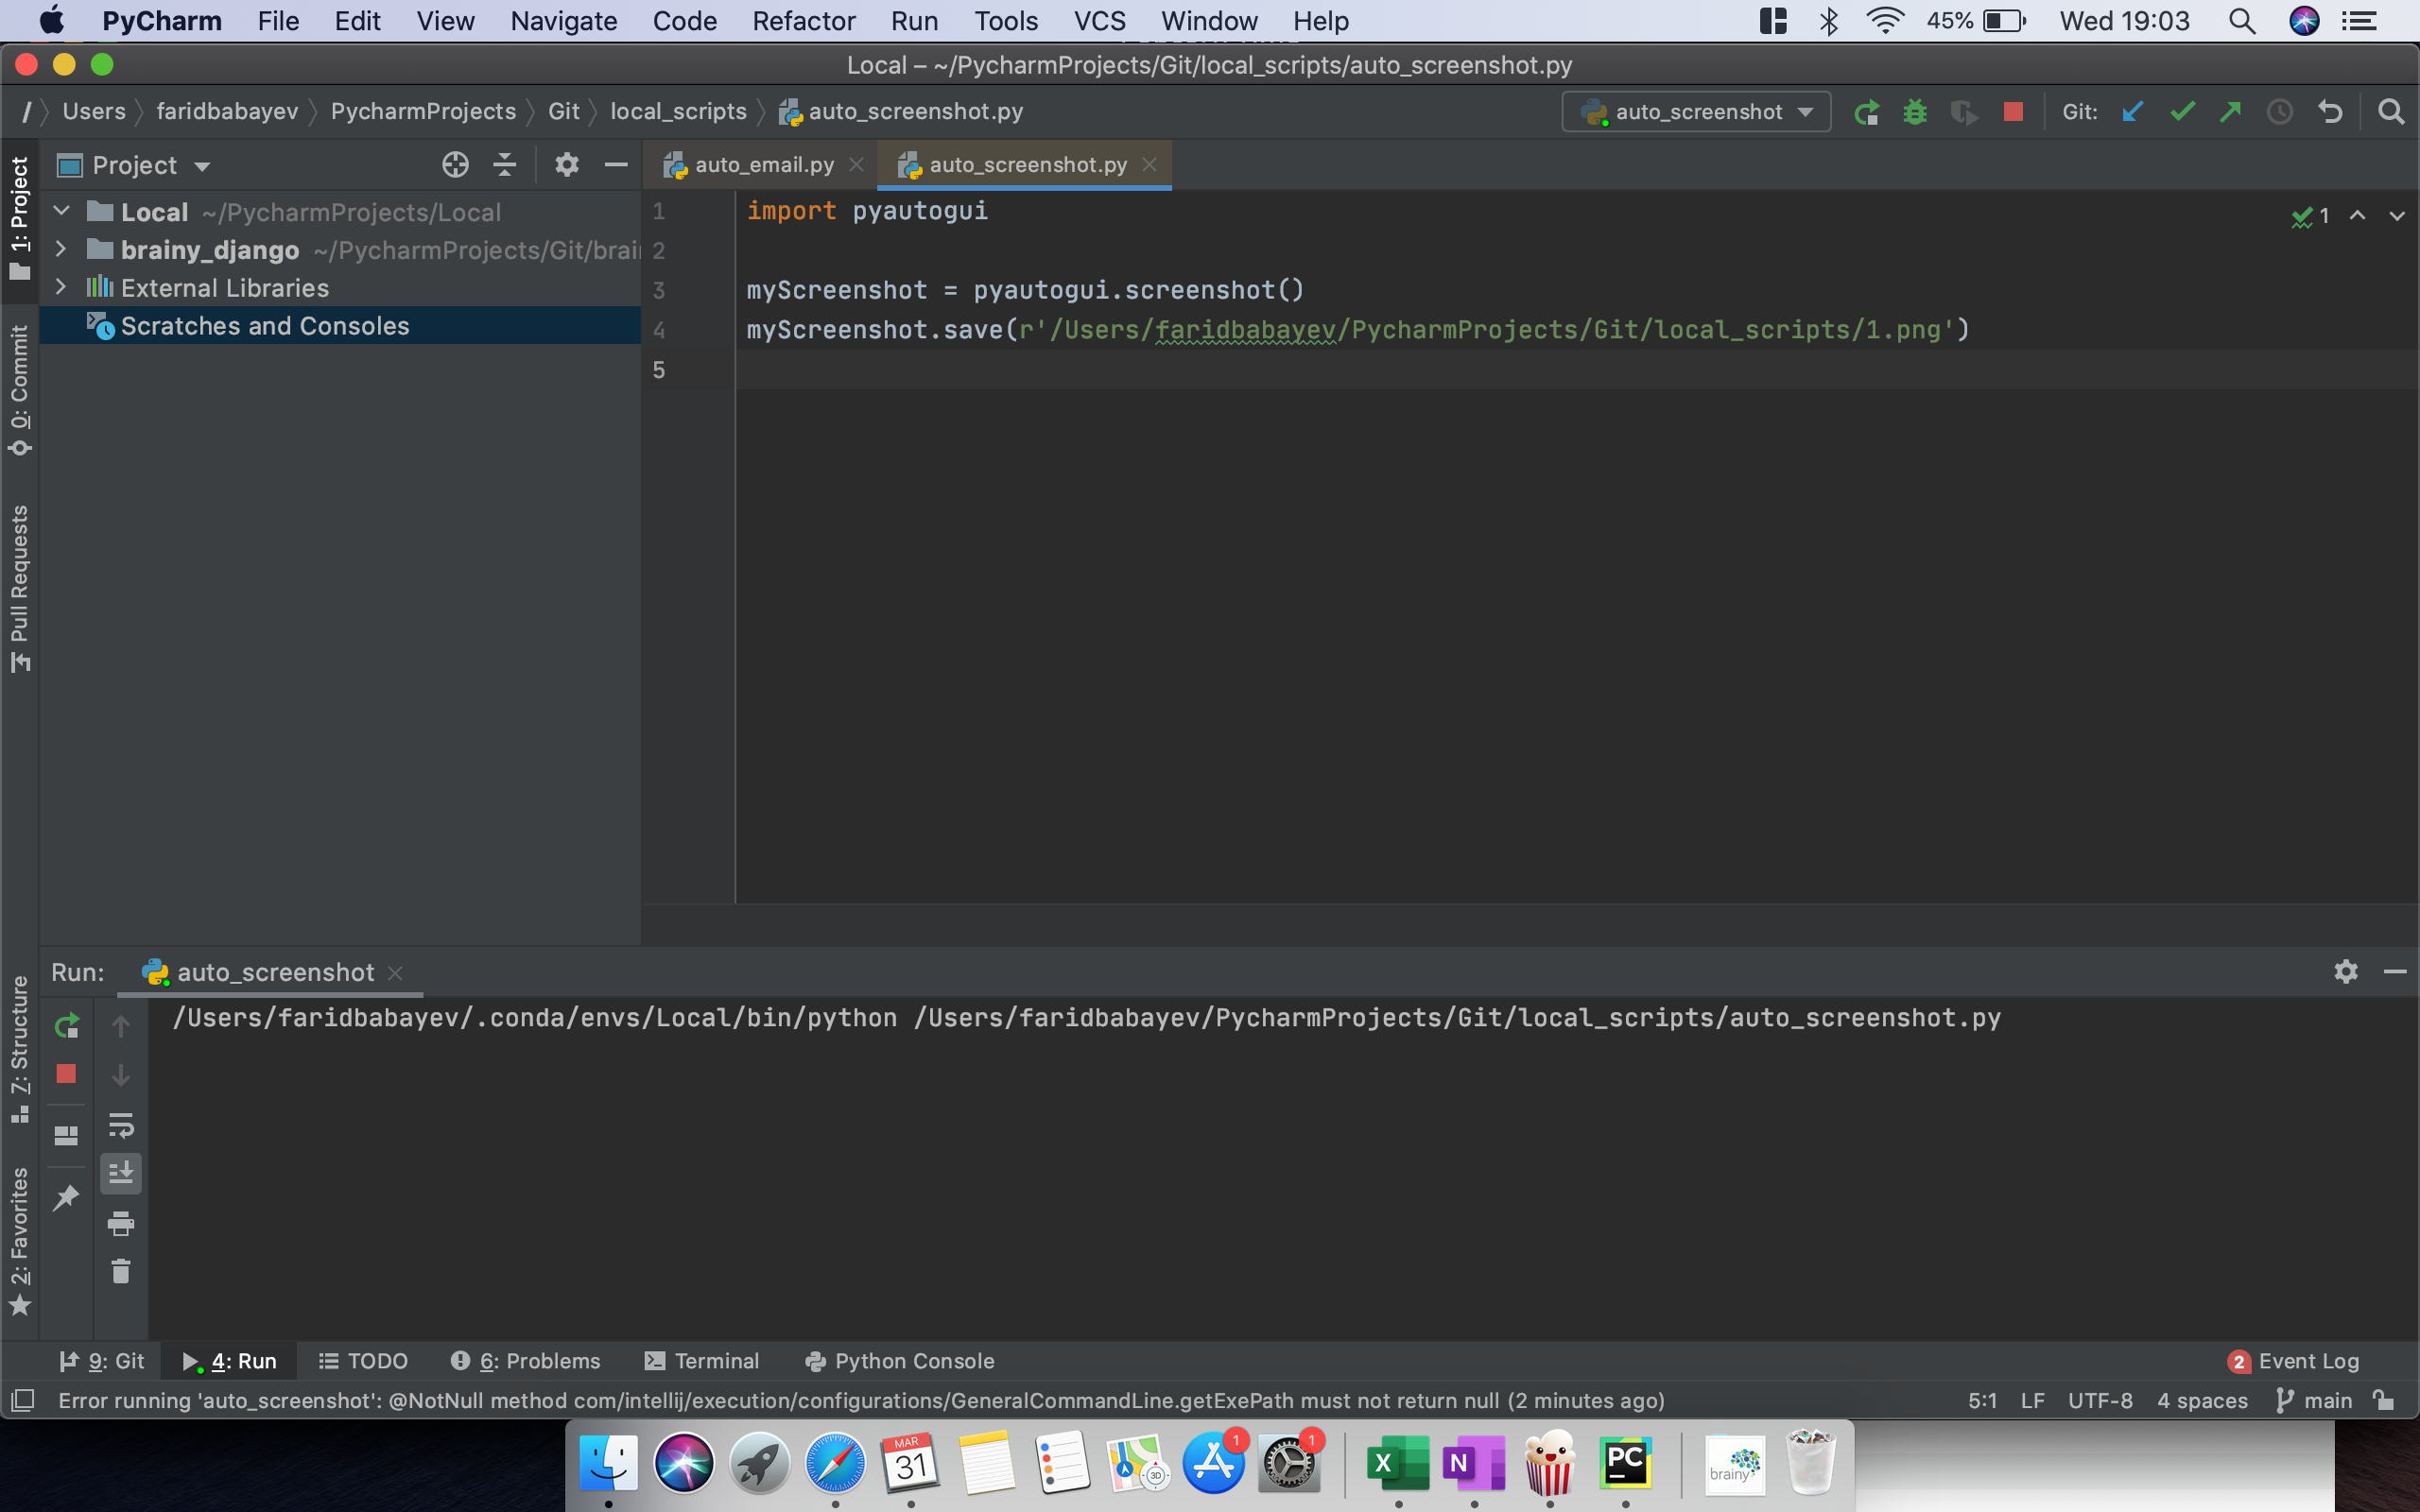 PyCharm File Edit View Navigate Code Refactor Run Tools VCS Window Help 45% Wed 19:03
Local – ~/PycharmProjects/Git/local_scripts/auto_screenshot.py
/ Users faridbabayev PycharmProjects Git local_scripts auto_screenshot.py auto_screenshot Git:
1: Project
0: Commit
Pull Requests
Project
Local ~/PycharmProjects/Local
brainy_django ~/PycharmProjects/Git/brai
External Libraries
Scratches and Consoles
auto_email.py auto_screenshot.py
1 import pyautogui
2
3 myScreenshot = pyautogui.screenshot()
4 myScreenshot.save(r'/Users/faridbabayev/PycharmProjects/Git/local_scripts/1.png')
5
1
Run: auto_screenshot
/Users/faridbabayev/.conda/envs/Local/bin/python /Users/faridbabayev/PycharmProjects/Git/local_scripts/auto_screenshot.py
7: Structure
2: Favorites
9: Git 4: Run TODO 6: Problems Terminal Python Console 2 Event Log
Error running 'auto_screenshot': @NotNull method com/intellij/execution/configurations/GeneralCommandLine.getExePath must not return null (2 minutes ago) 5:1 LF UTF-8 4 spaces main
MAR
31
3D
1
1
X
N
PC
brainy